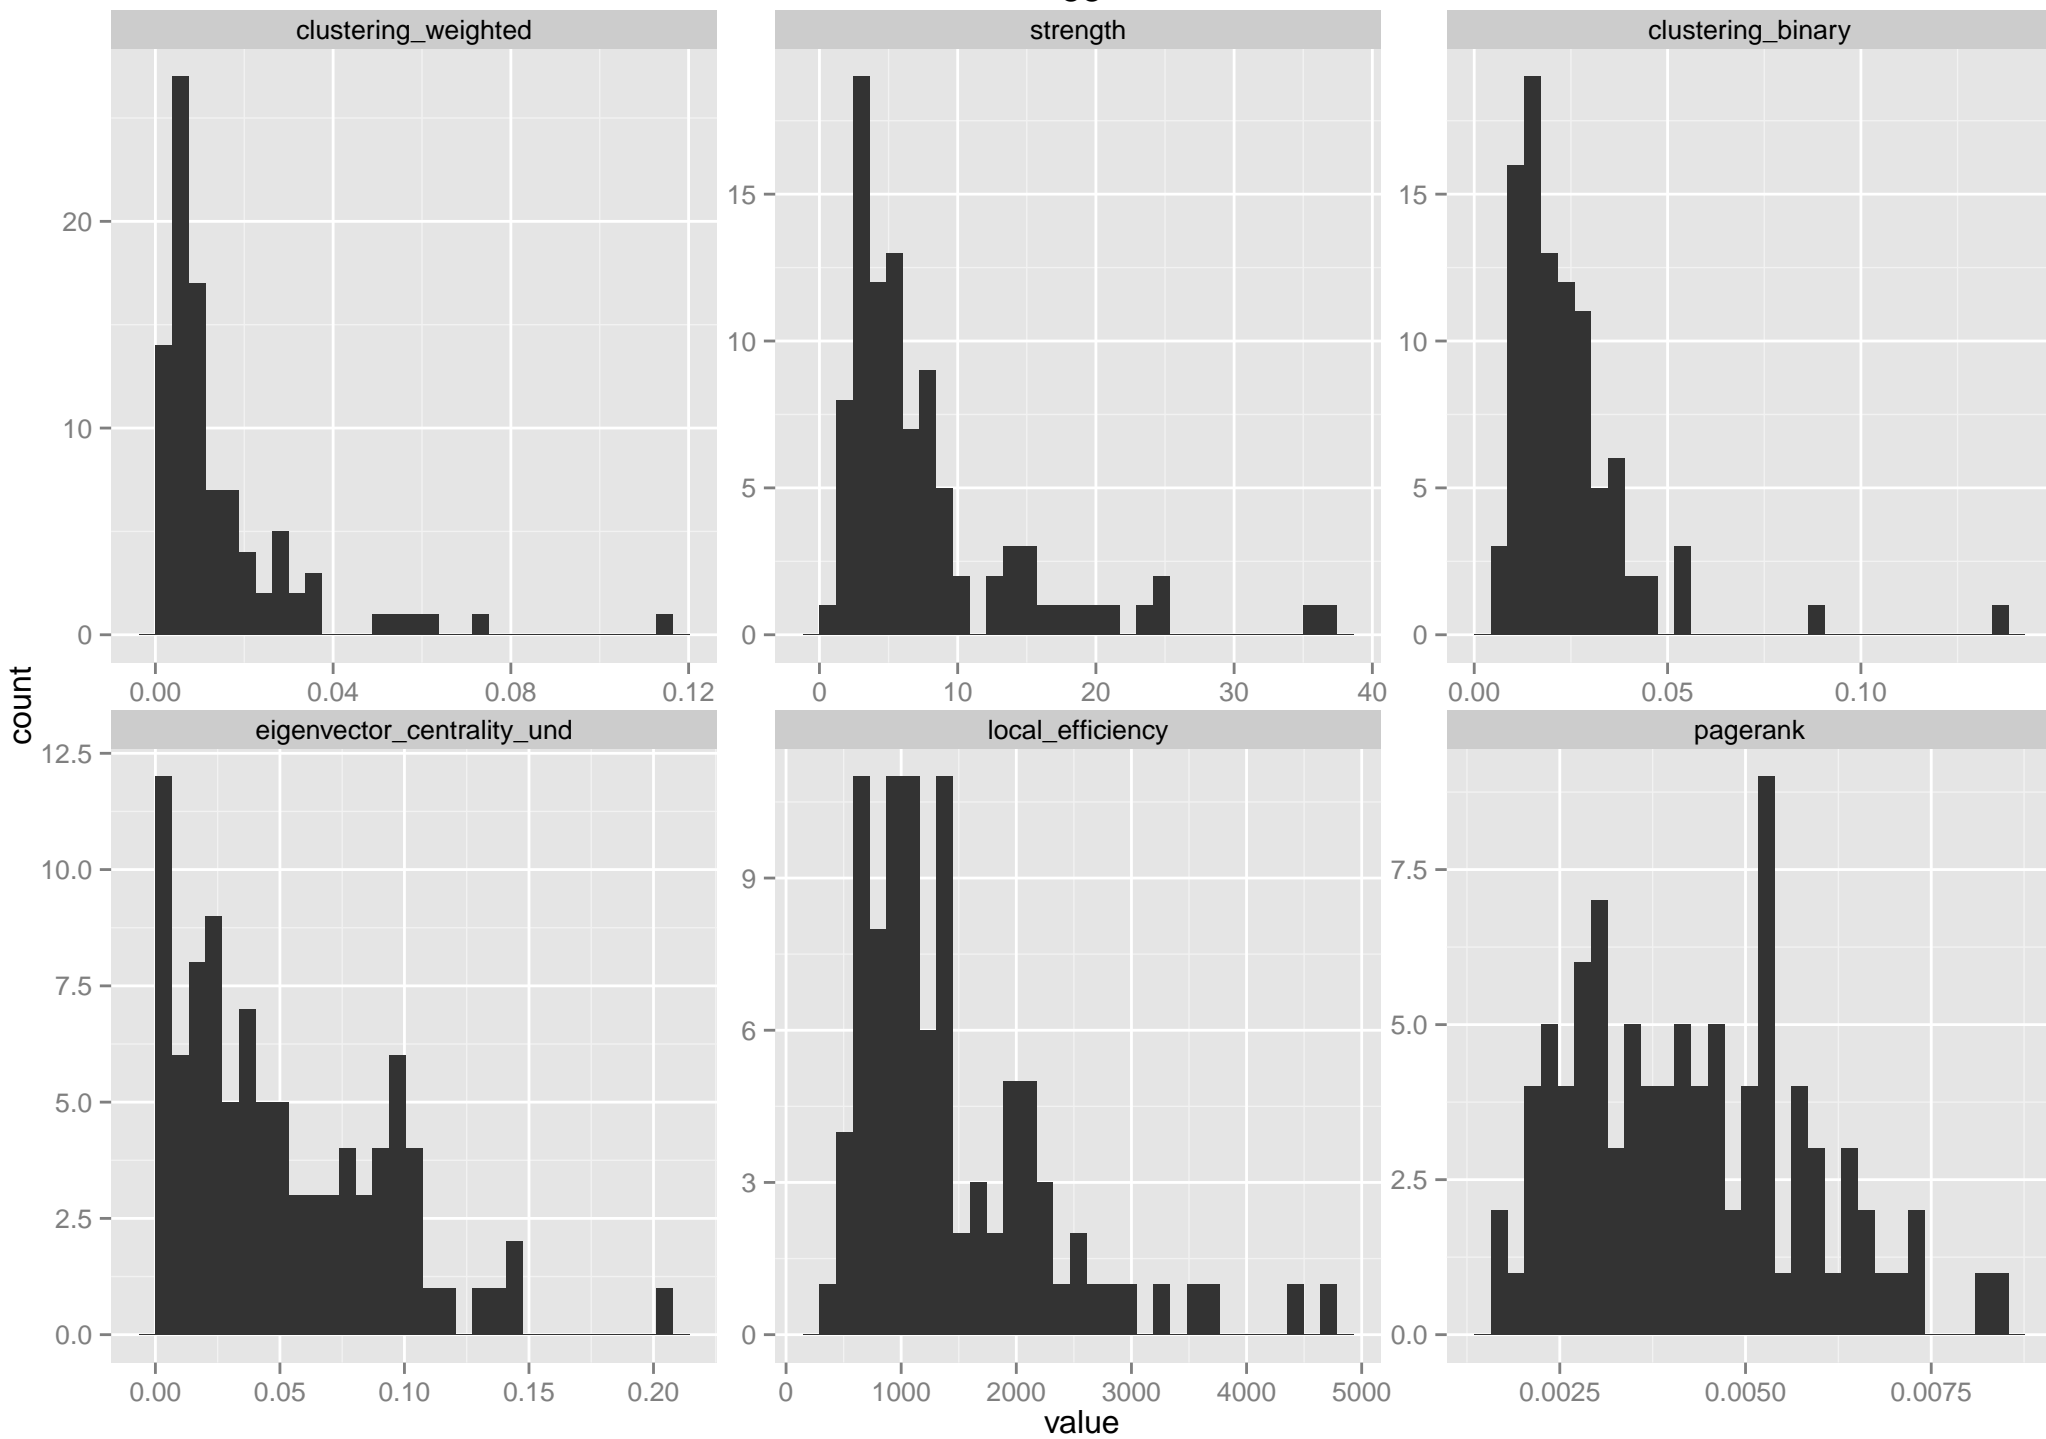 clustering_weighted
strength
clustering_binary
20
10
0
15
10
5
0
15
10
5
0
0.00 0.04 0.08 0.12
0 10 20 30 40
0.00 0.05 0.10
count
eigenvector_centrality_und
local_efficiency
pagerank
12.5
10.0
7.5
5.0
2.5
0.0
9
6
3
0
7.5
5.0
2.5
0.0
0.00 0.05 0.10 0.15 0.20
0 1000 2000 3000 4000 5000
0.0025 0.0050 0.0075
value